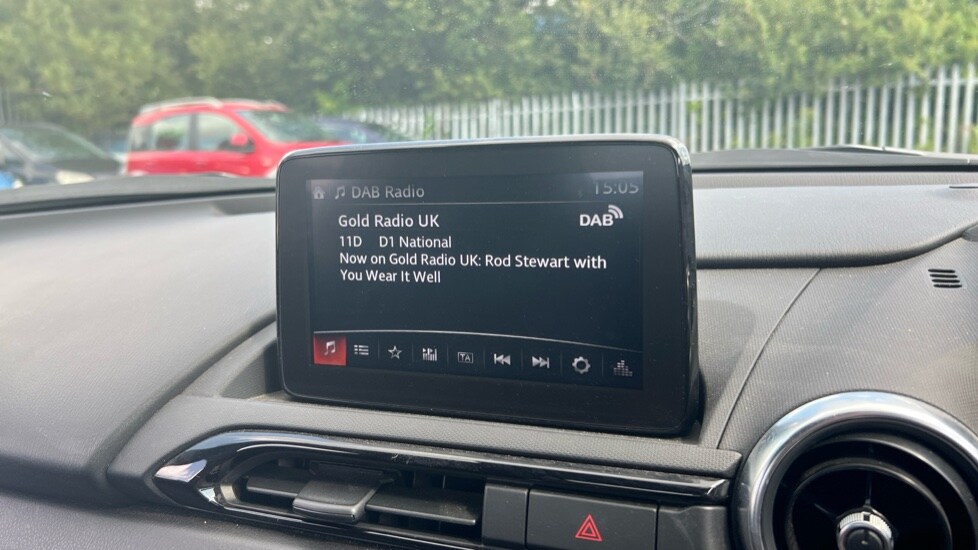 DAB Radio 15:05
Gold Radio UK DAB
11D D1 National
Now on Gold Radio UK: Rod Stewart with
You Wear It Well
TA